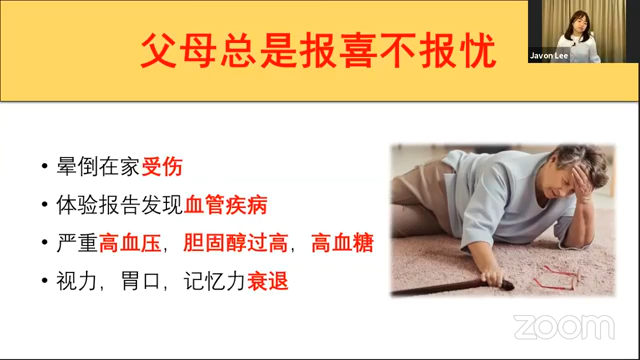 父母总是报喜不报忧
Javon Lee
• 晕倒在家受伤
• 体验报告发现血管疾病
• 严重高血压，胆固醇过高，高血糖
• 视力，胃口，记忆力衰退
zoom